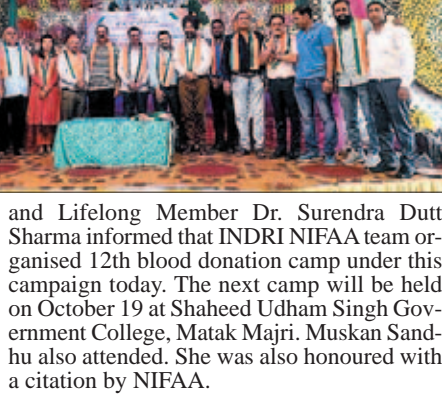 and Lifelong Member Dr. Surendra Dutt
Sharma informed that INDRI NIFAA team or-
ganised 12th blood donation camp under this
campaign today. The next camp will be held
on October 19 at Shaheed Udham Singh Gov-
ernment College, Matak Majri. Muskan Sand-
hu also attended. She was also honoured with
a citation by NIFAA.